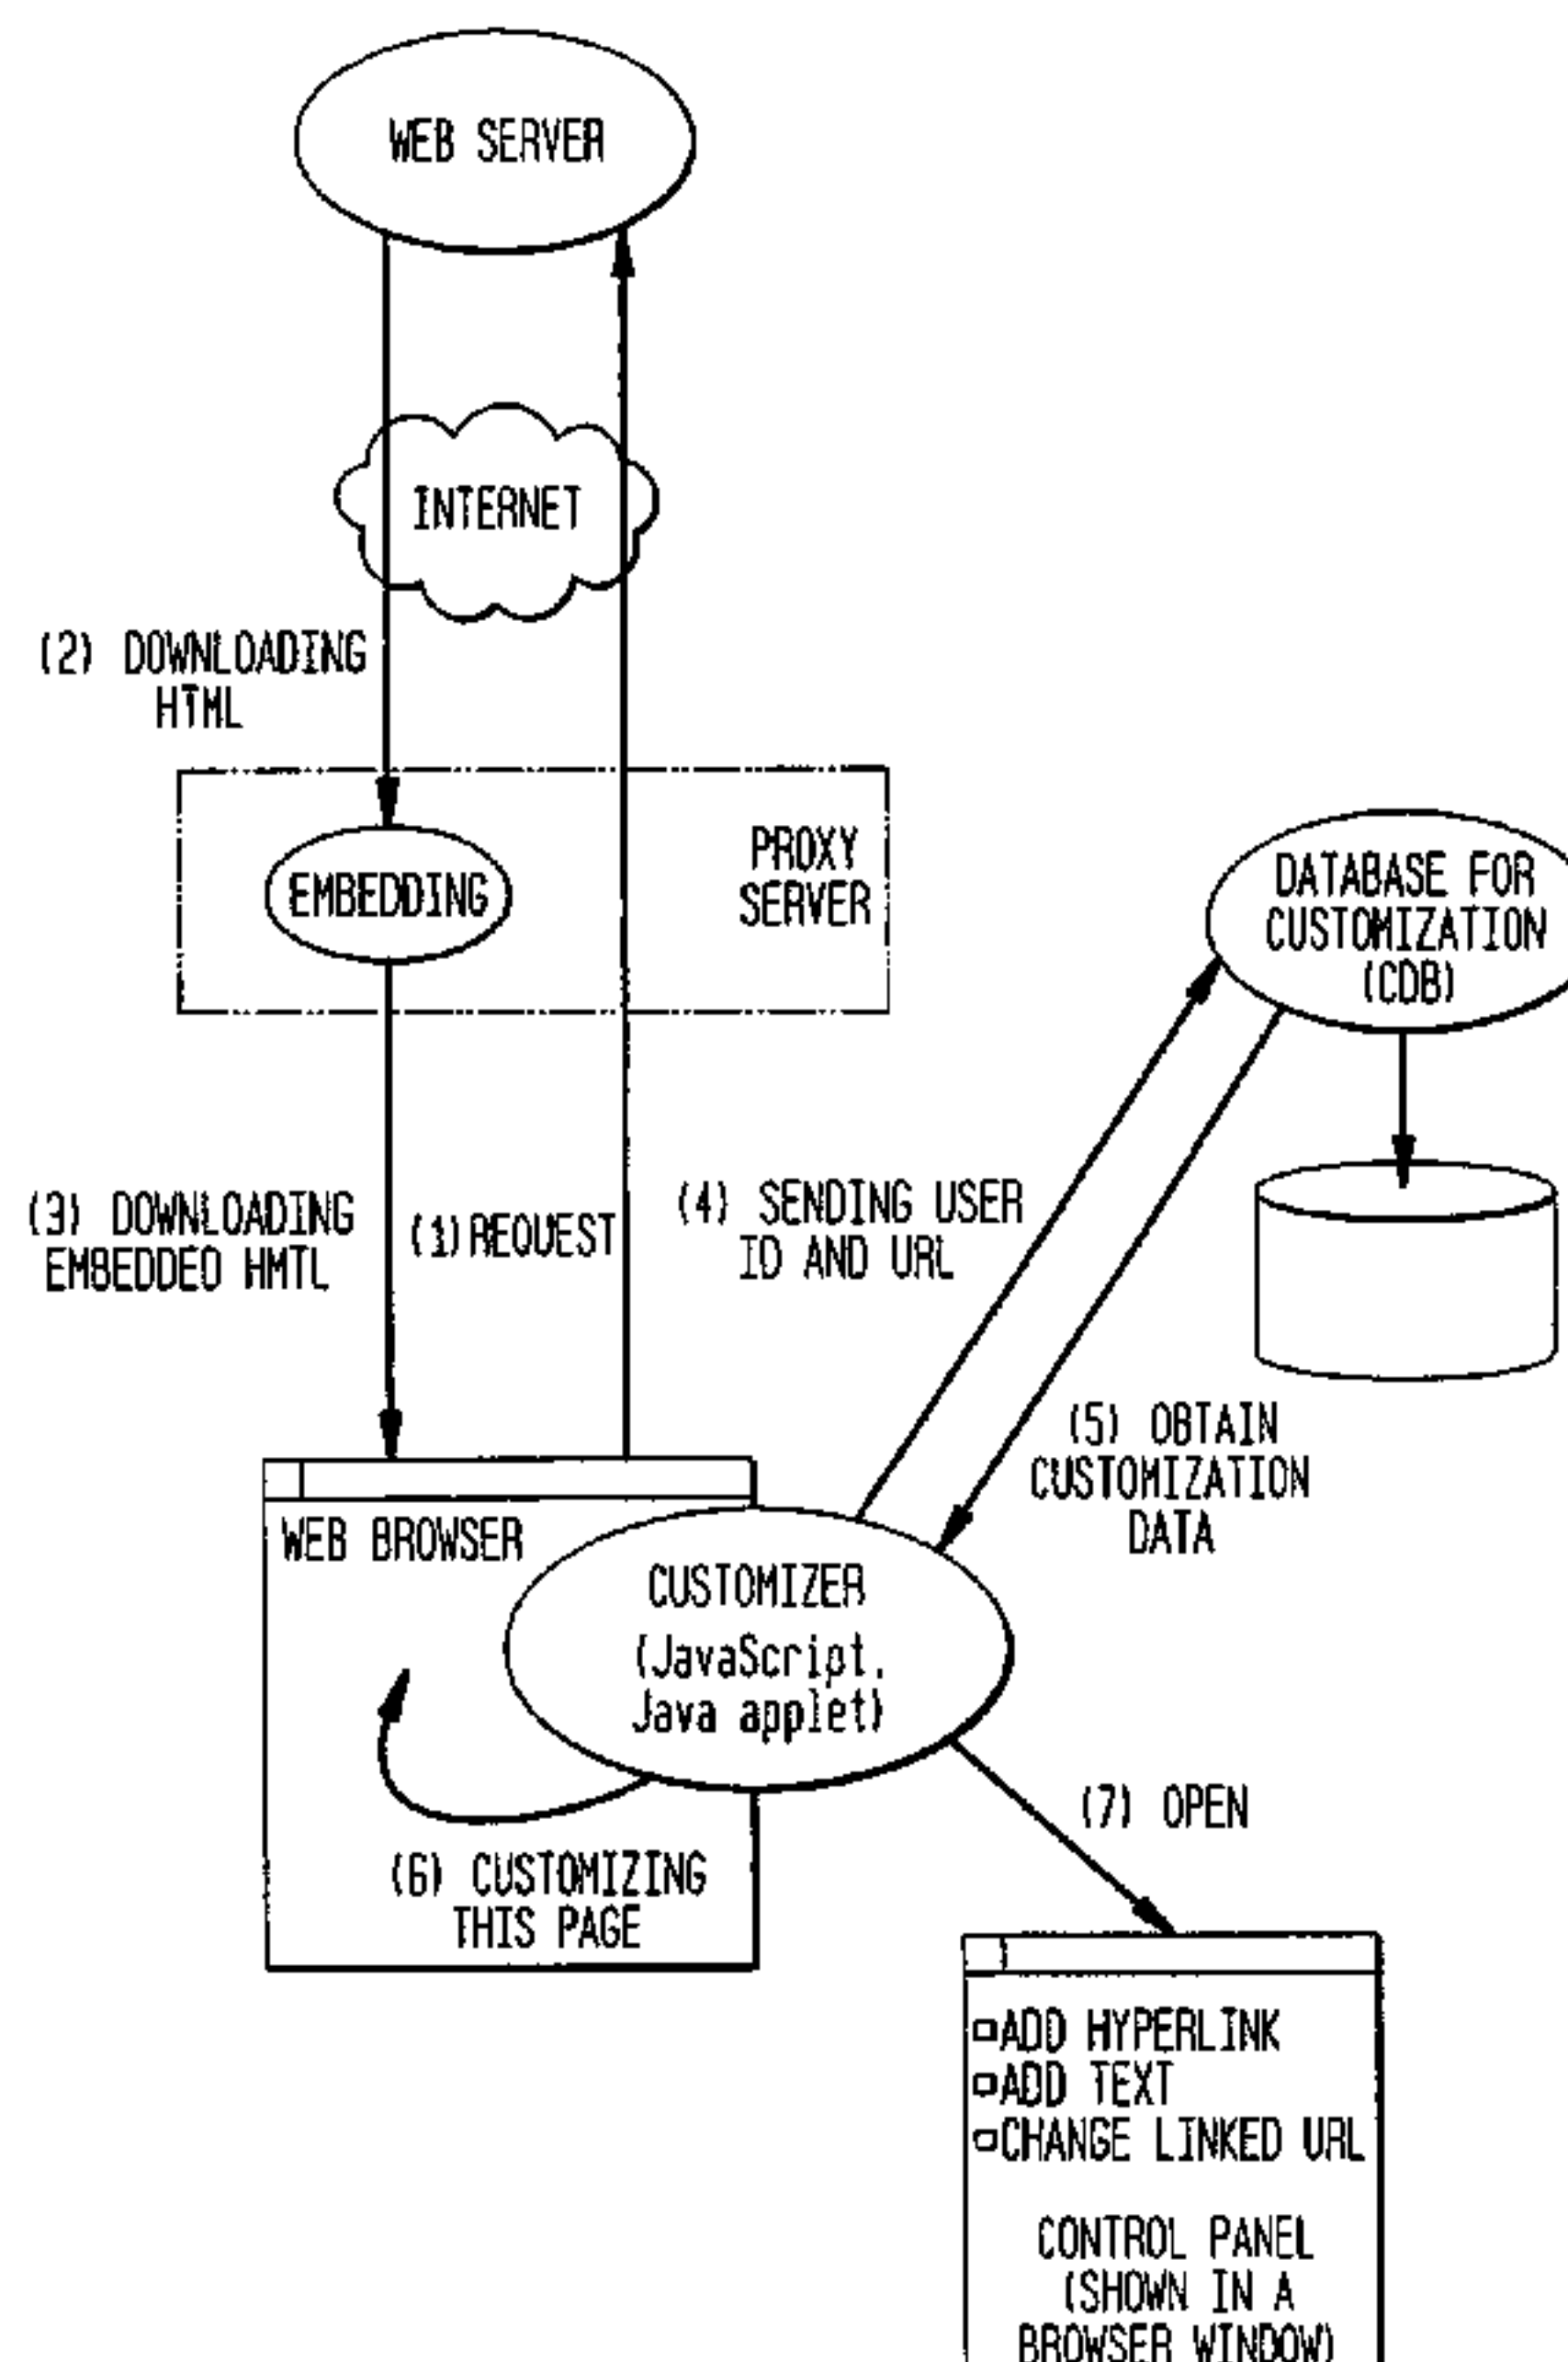 WEB SERVER
INTERNET
(2) DOWNLOADING
HTML
EMBEDDING
PROXY
SERVER
DATABASE FOR
CUSTOMIZATION
(CDB)
(3) DOWNLOADING
EMBEDDED HMTL
(1)REQUEST
(4) SENDING USER
ID AND URL
(5) OBTAIN
CUSTOMIZATION
DATA
WEB BROWSER
CUSTOMIZER
(JavaScript,
Java applet)
(6) CUSTOMIZING
THIS PAGE
(7) OPEN
ADD HYPERLINK
ADD TEXT
CHANGE LINKED URL
CONTROL PANEL
(SHOWN IN A
BROWSER WINDOW)